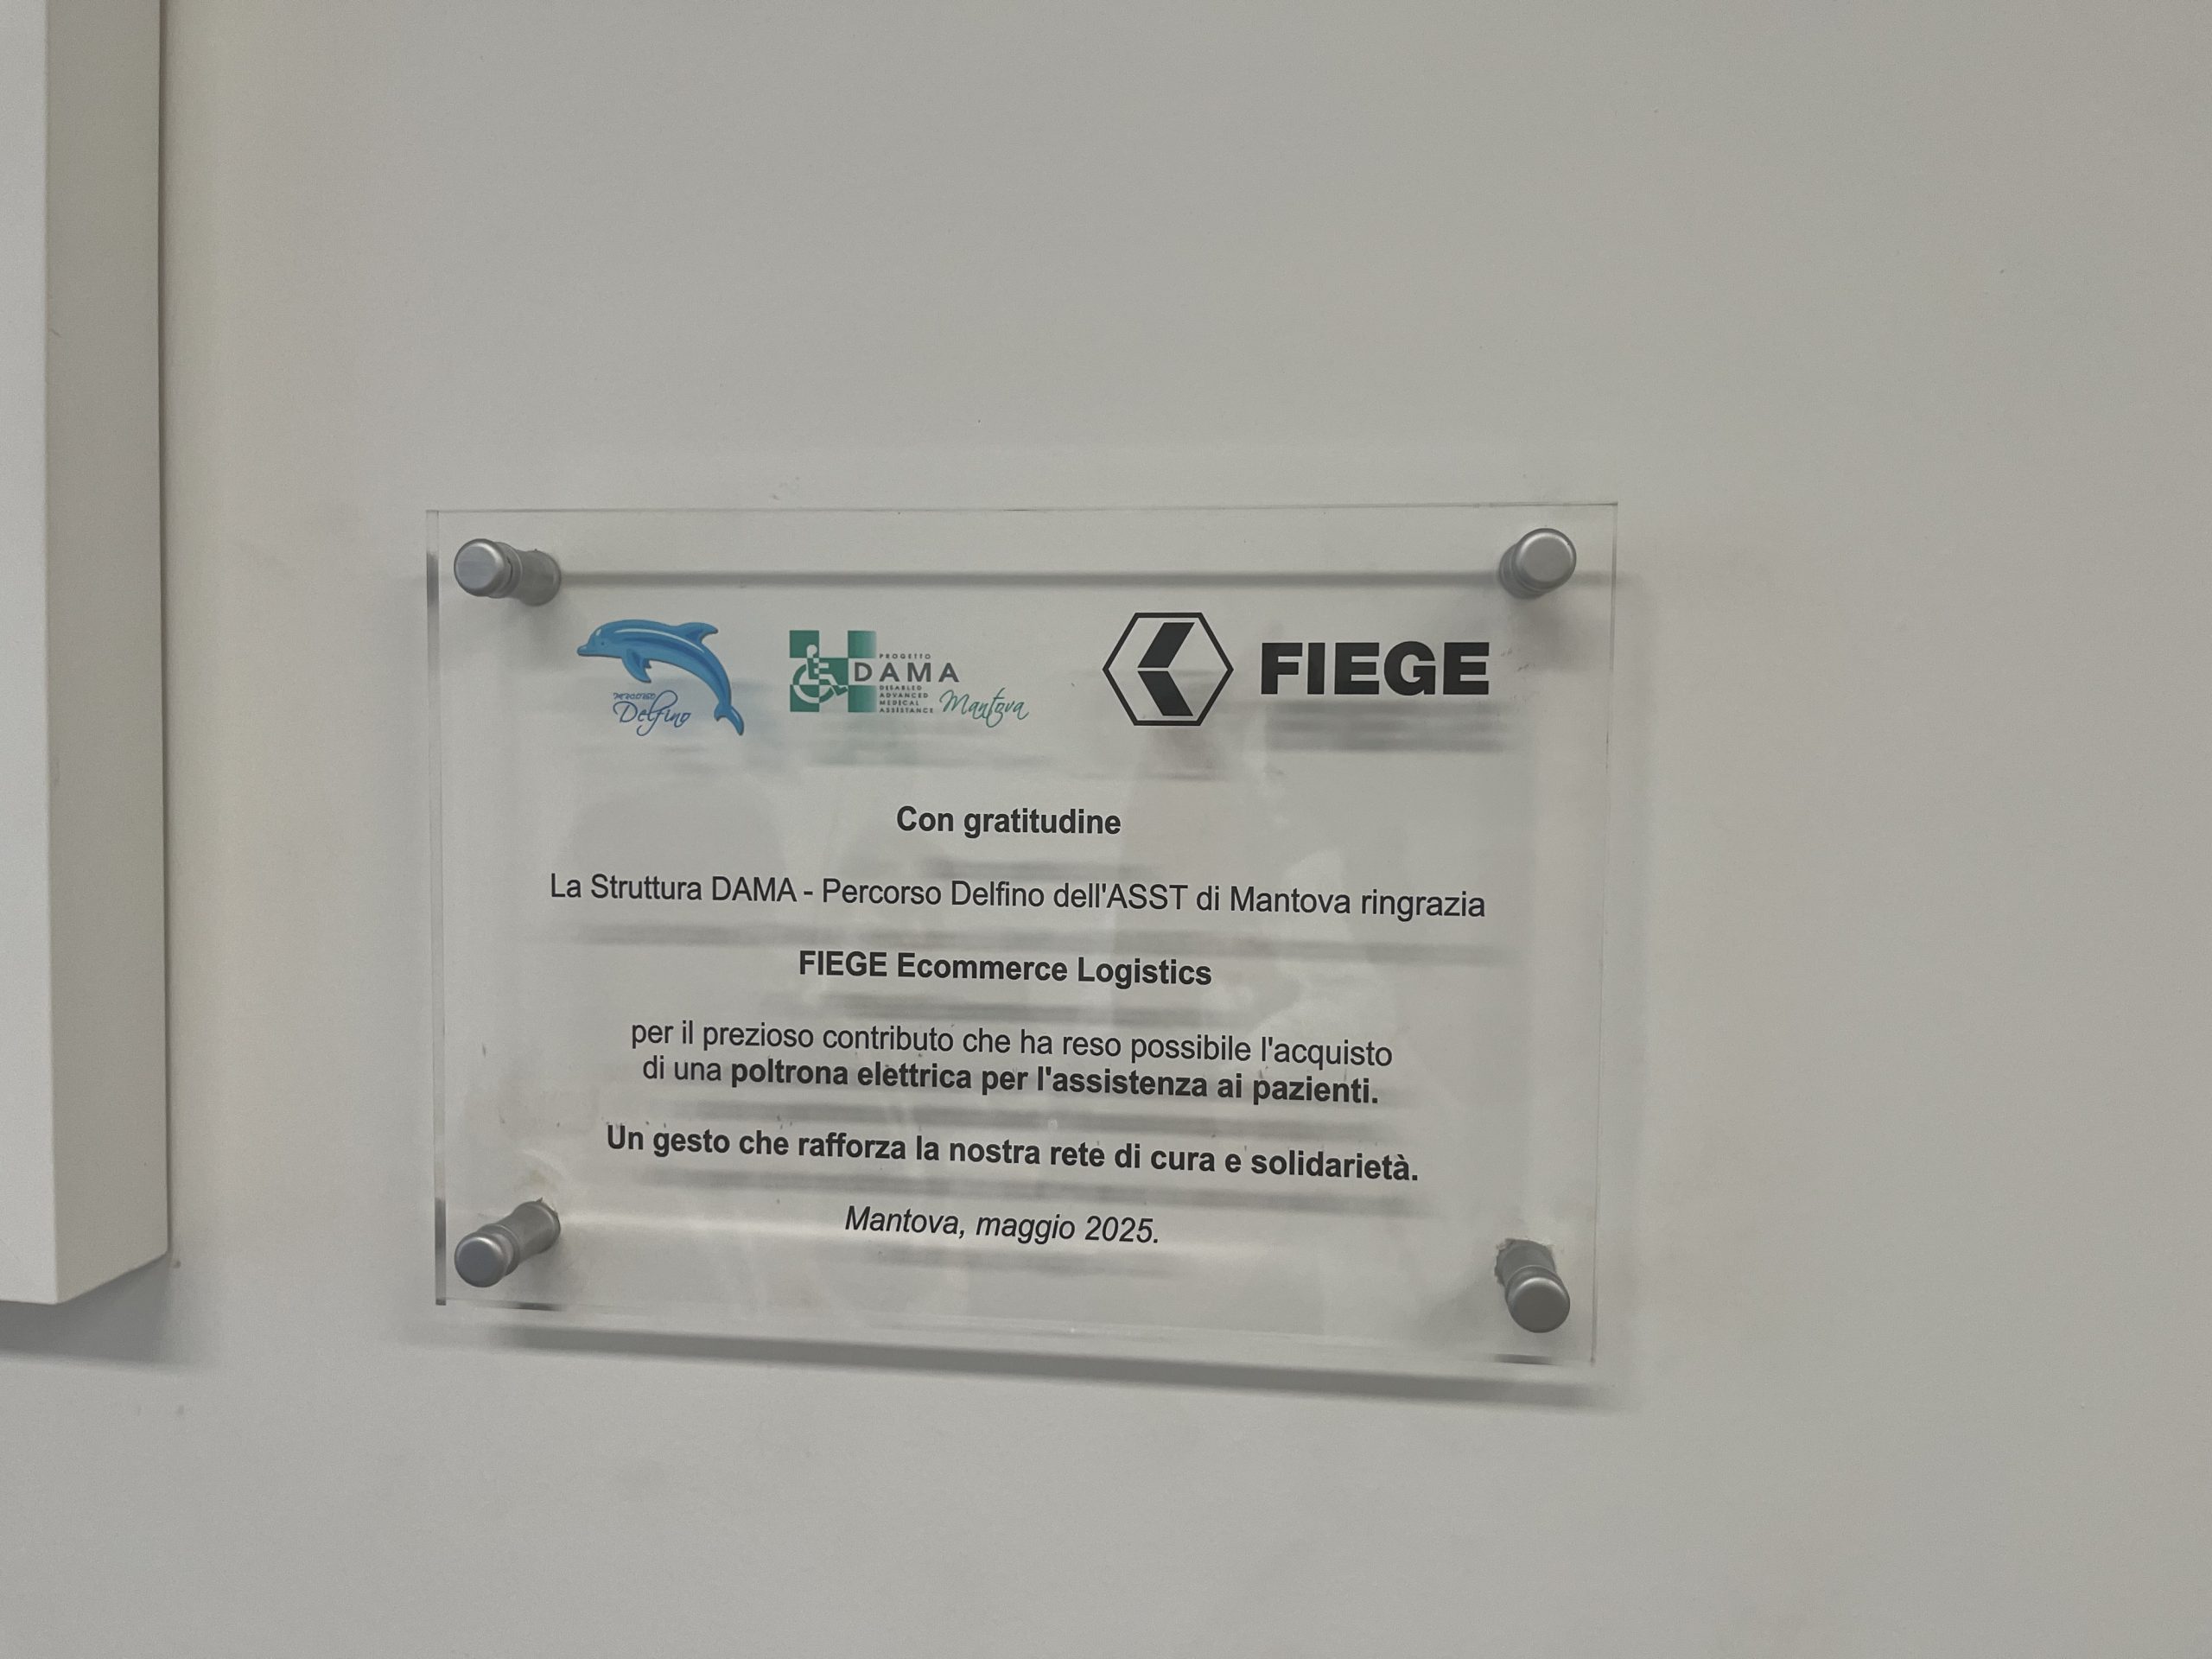 percorso
Delfino
PROGETTO
DAMA
DISABLED
ADVANCED
MEDICAL
ASSISTANCE
Mantova
FIEGE
Con gratitudine
La Struttura DAMA - Percorso Delfino dell'ASST di Mantova ringrazia
FIEGE Ecommerce Logistics
per il prezioso contributo che ha reso possibile l'acquisto
di una poltrona elettrica per l'assistenza ai pazienti.
Un gesto che rafforza la nostra rete di cura e solidarietà.
Mantova, maggio 2025.